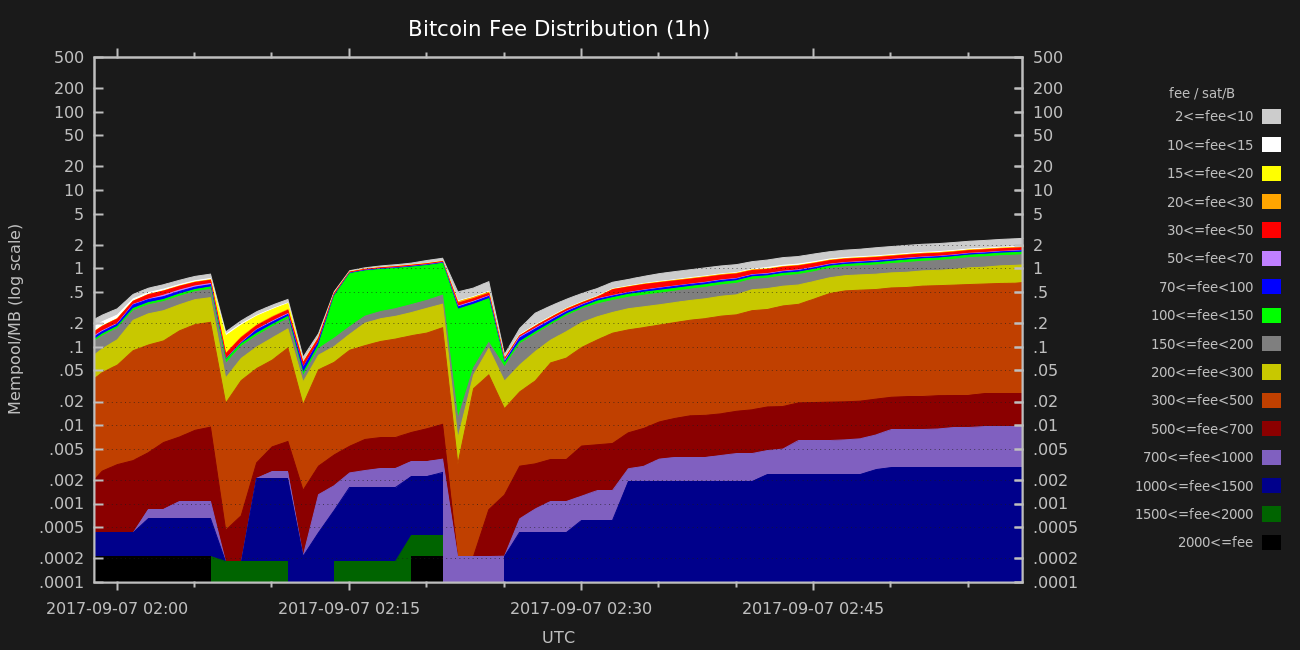 Bitcoin Fee Distribution (1h)
500
200
100
50
20
10
5
2
1
.5
.2
.1
.05
.02
.01
.005
.002
.001
.0005
.0002
.0001
Mempool/MB (log scale)
500
200
100
50
20
10
5
2
1
.5
.2
.1
.05
.02
.01
.005
.002
.001
.0005
.0002
.0001
2017-09-07 02:00
2017-09-07 02:15
2017-09-07 02:30
2017-09-07 02:45
UTC
fee / sat/B
2<=fee<10
10<=fee<15
15<=fee<20
20<=fee<30
30<=fee<50
50<=fee<70
70<=fee<100
100<=fee<150
150<=fee<200
200<=fee<300
300<=fee<500
500<=fee<700
700<=fee<1000
1000<=fee<1500
1500<=fee<2000
2000<=fee